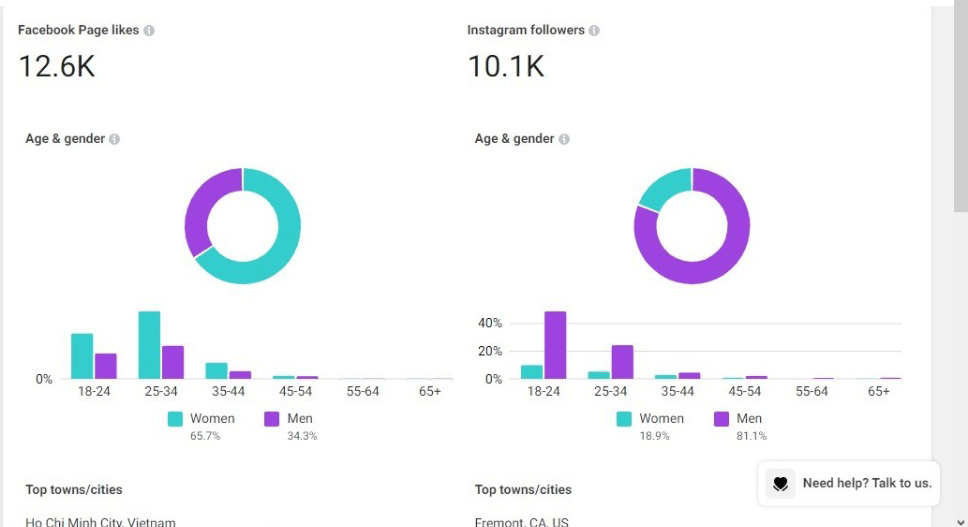 Facebook Page likes
12.6K
Instagram followers
10.1K
Age & gender
0%
18-24 25-34 35-44 45-54 55-64 65+
Women Men
65.7% 34.3%
Age & gender
40%
20%
0%
18-24 25-34 35-44 45-54 55-64 65+
Women Men
18.9% 81.1%
Top towns/cities
Ho Chi Minh City, Vietnam
Top towns/cities
Fremont, CA, US
Need help? Talk to us.